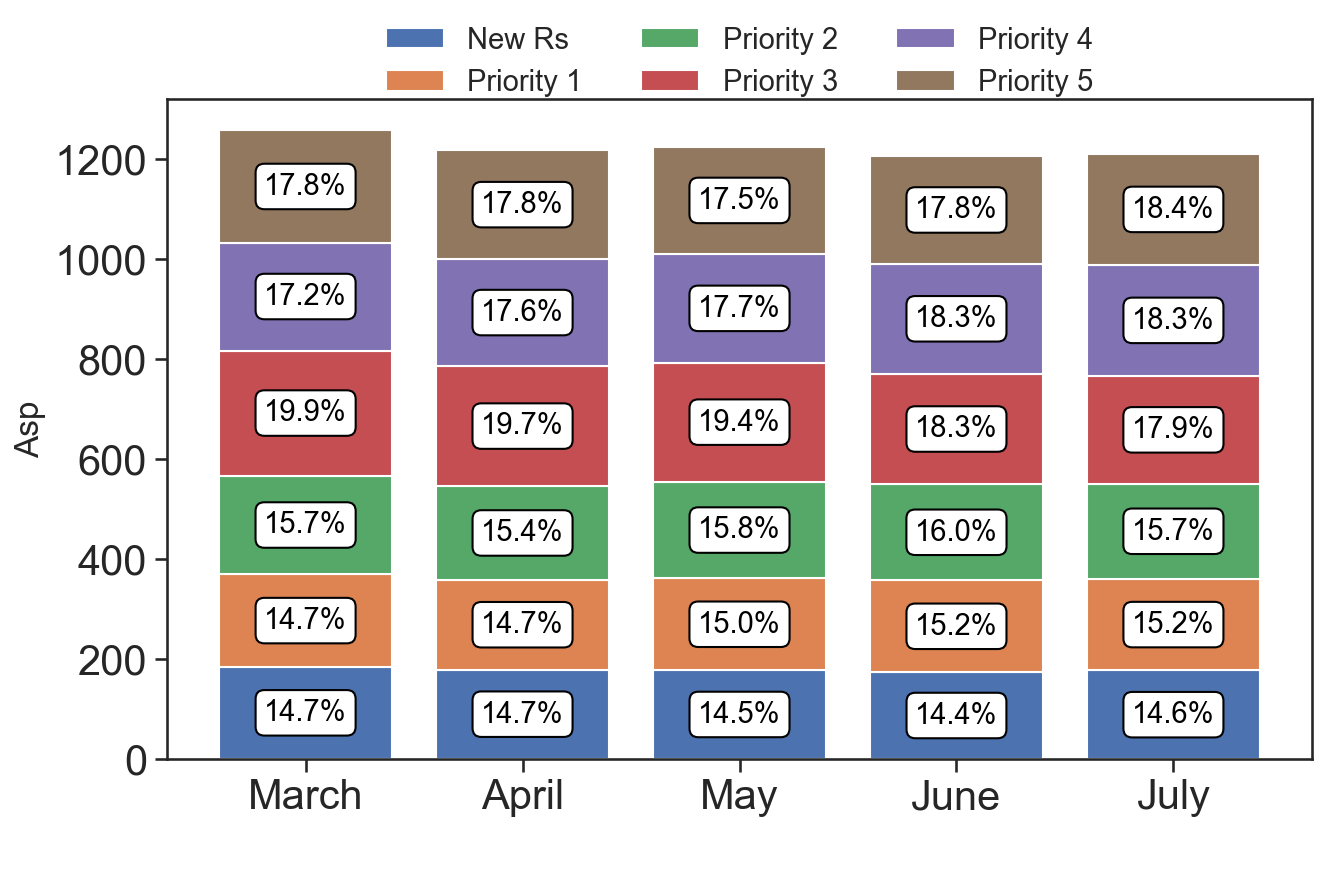 New Rs Priority 2 Priority 4
Priority 1 Priority 3 Priority 5
1200
1000
800
600
400
200
0
Asp
17.8% 17.8% 17.5% 17.8% 18.4%
17.2% 17.6% 17.7% 18.3% 18.3%
19.9% 19.7% 19.4% 18.3% 17.9%
15.7% 15.4% 15.8% 16.0% 15.7%
14.7% 14.7% 15.0% 15.2% 15.2%
14.7% 14.7% 14.5% 14.4% 14.6%
March April May June July